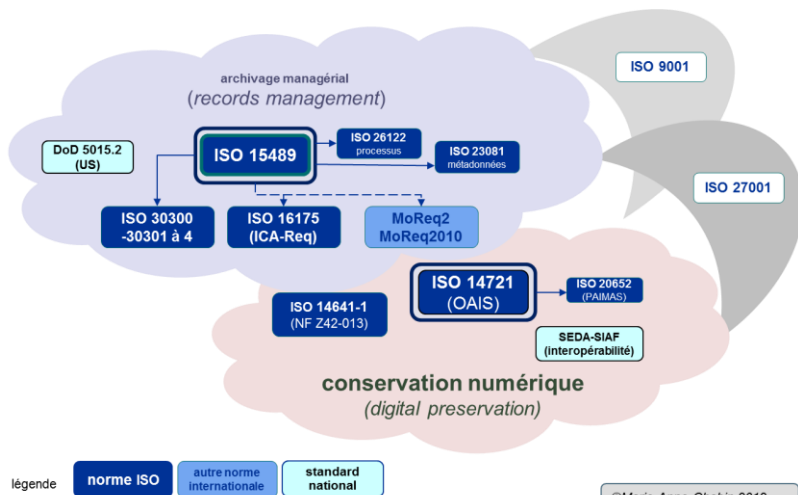 archivage managérial
(records management)
ISO 9001
DoD 5015.2
(US)
ISO 15489
ISO 26122
processus
ISO 23081
métadonnées
ISO 27001
ISO 30300
-30301 à 4
ISO 16175
(ICA-Req)
MoReq2
MoReq2010
ISO 14721
(OAIS)
ISO 20652
(PAIMAS)
ISO 14641-1
(NF Z42-013)
SEDA-SIAF
(interopérabilité)
conservation numérique
(digital preservation)
légende
norme ISO
autre norme
internationale
standard
national